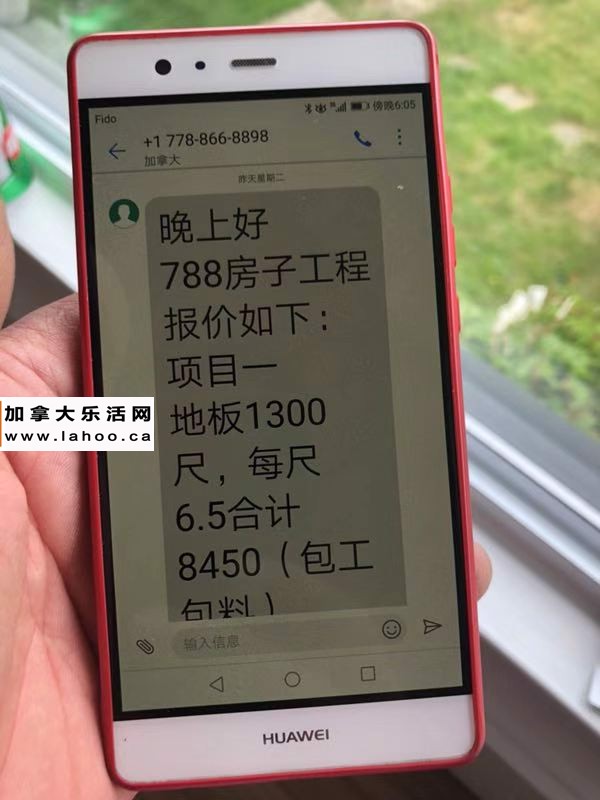 Fido
傍晚6:05
+1 778-866-8898
加拿大
昨天星期二
晚上好
788房子工程
报价如下：
项目一
地板1300
尺，每尺
6.5合计
8450（包工
包料）
输入信息
HUAWEI
加拿大乐活网
www.lahoo.ca